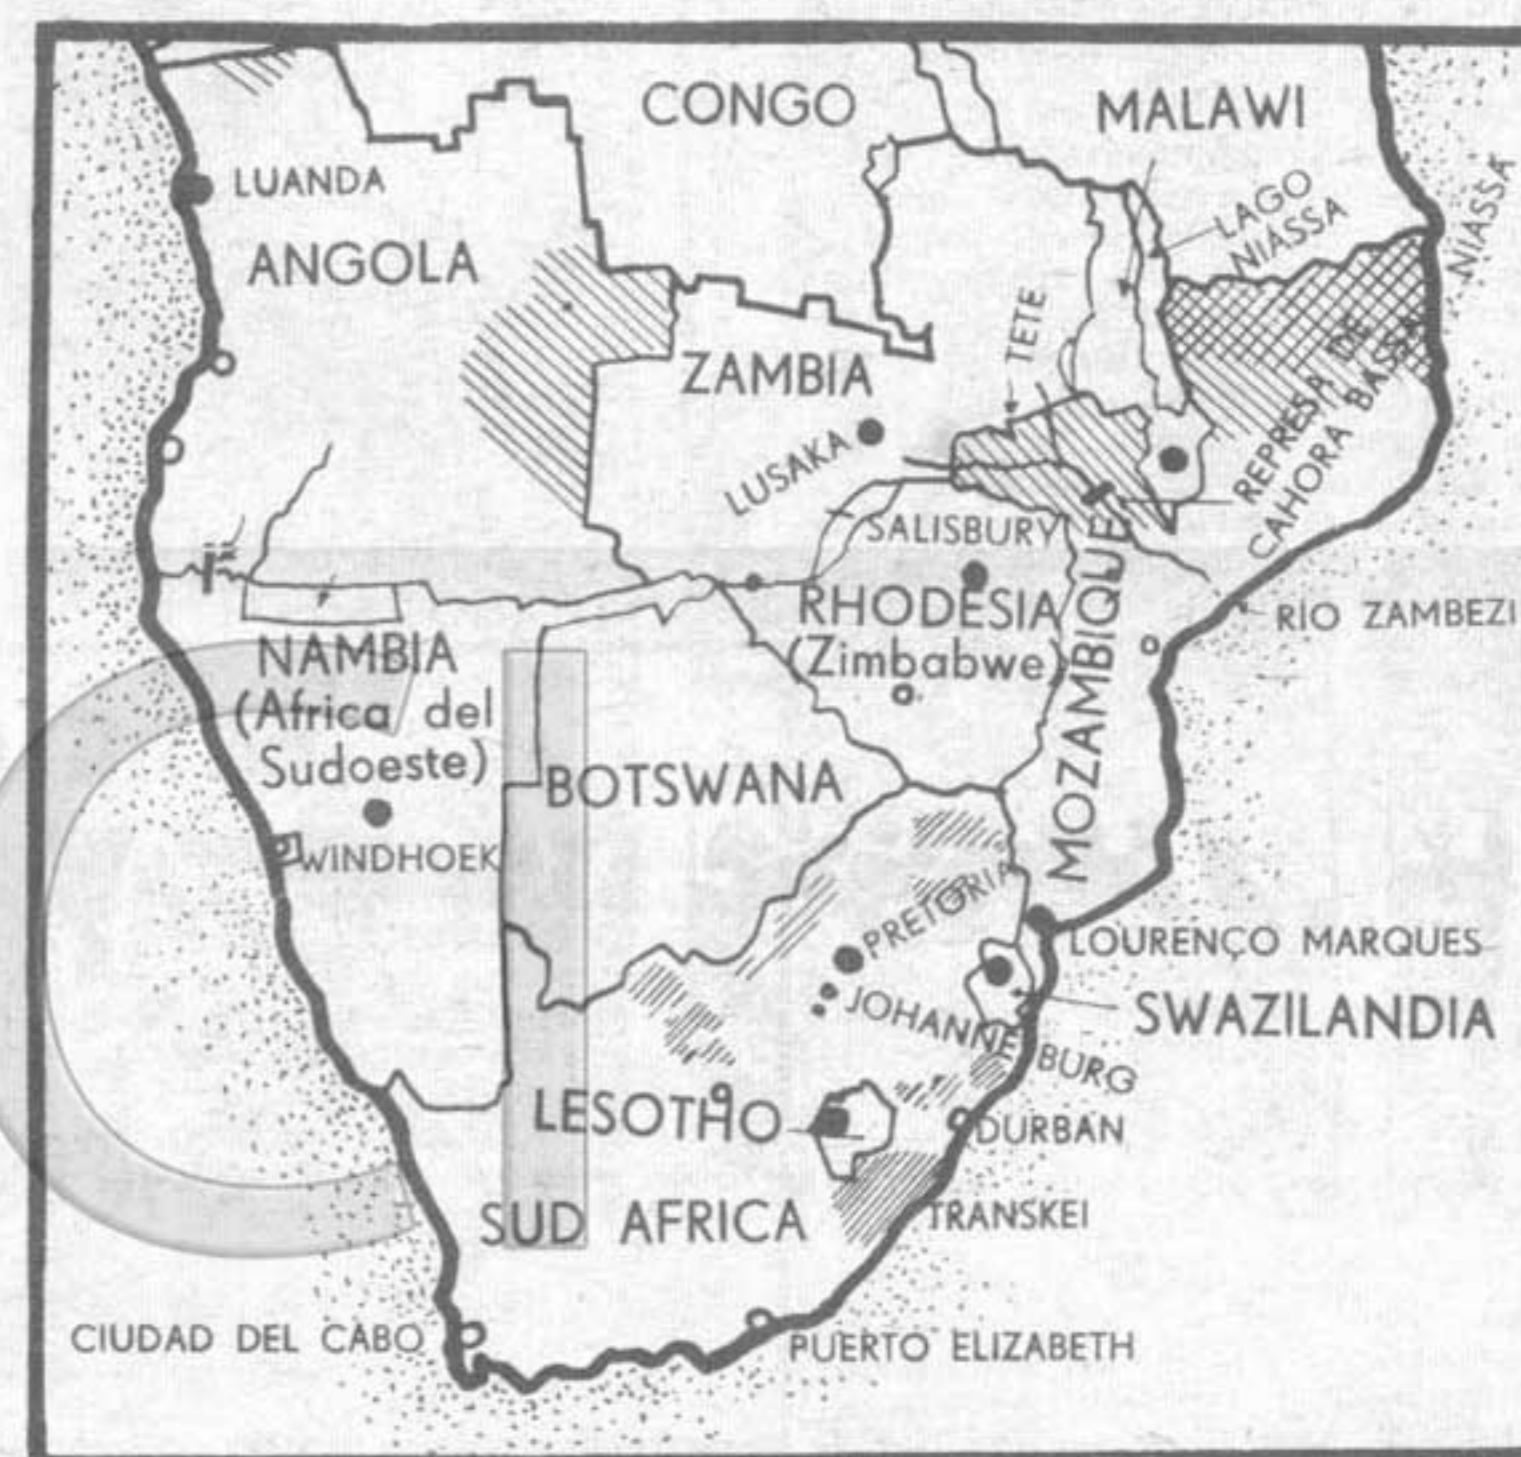 CONGO
MALAWI
LUANDA
ANGOLA
LAGO
NIASSA
NIASSA
TETE
ZAMBIA
LUSAKA
REPRESA DE
CAHORA BASSA
SALISBURY
RHODESIA
(Zimbabwe)
MOZAMBIQUE
RÍO ZAMBEZI
NAMBIA
(Africa del
Sudoeste)
WINDHOEK
BOTSWANA
PRETORIA
LOURENÇO MARQUES
JOHANNESBURG
SWAZILANDIA
LESOTHO
DURBAN
SUD AFRICA
TRANSKEI
CIUDAD DEL CABO
PUERTO ELIZABETH